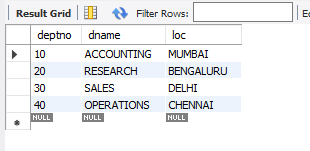 Result Grid Filter Rows: Ec
deptno dname loc
10 ACCOUNTING MUMBAI
20 RESEARCH BENGALURU
30 SALES DELHI
40 OPERATIONS CHENNAI
NULL NULL NULL